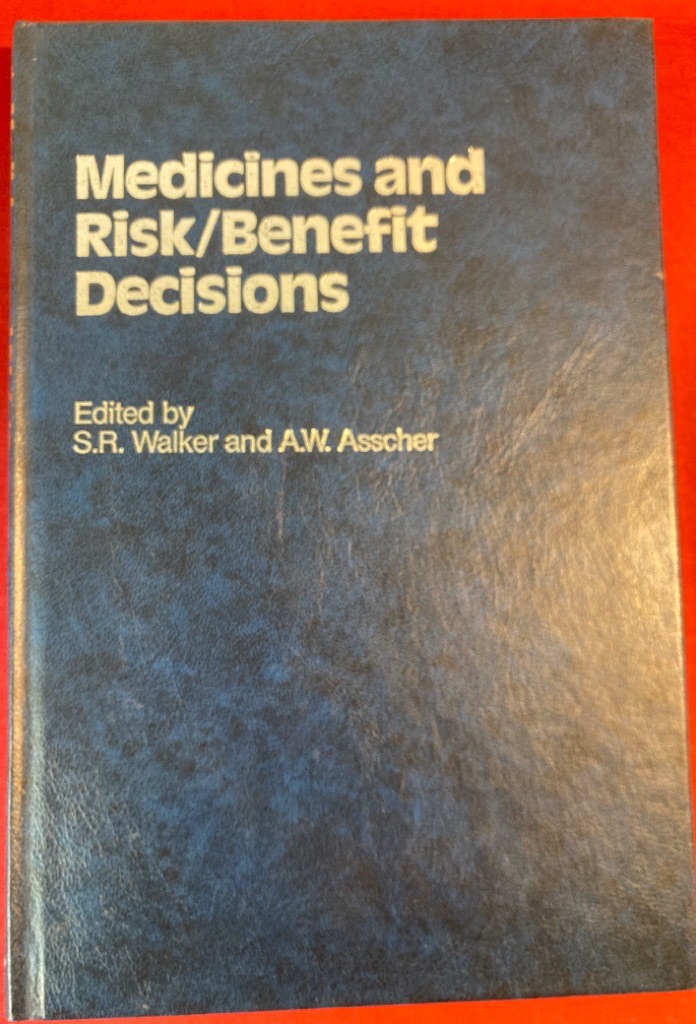 Medicines and
Risk/Benefit
Decisions
Edited by
S.R. Walker and A.W. Asscher